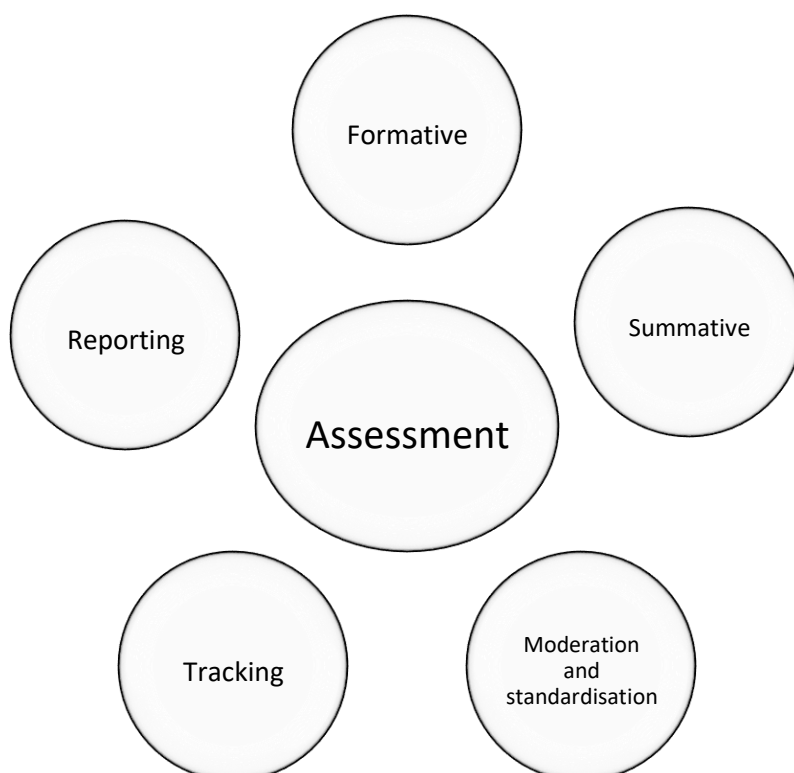 Formative
Summative
Reporting
Assessment
Tracking
Moderation
and
standardisation